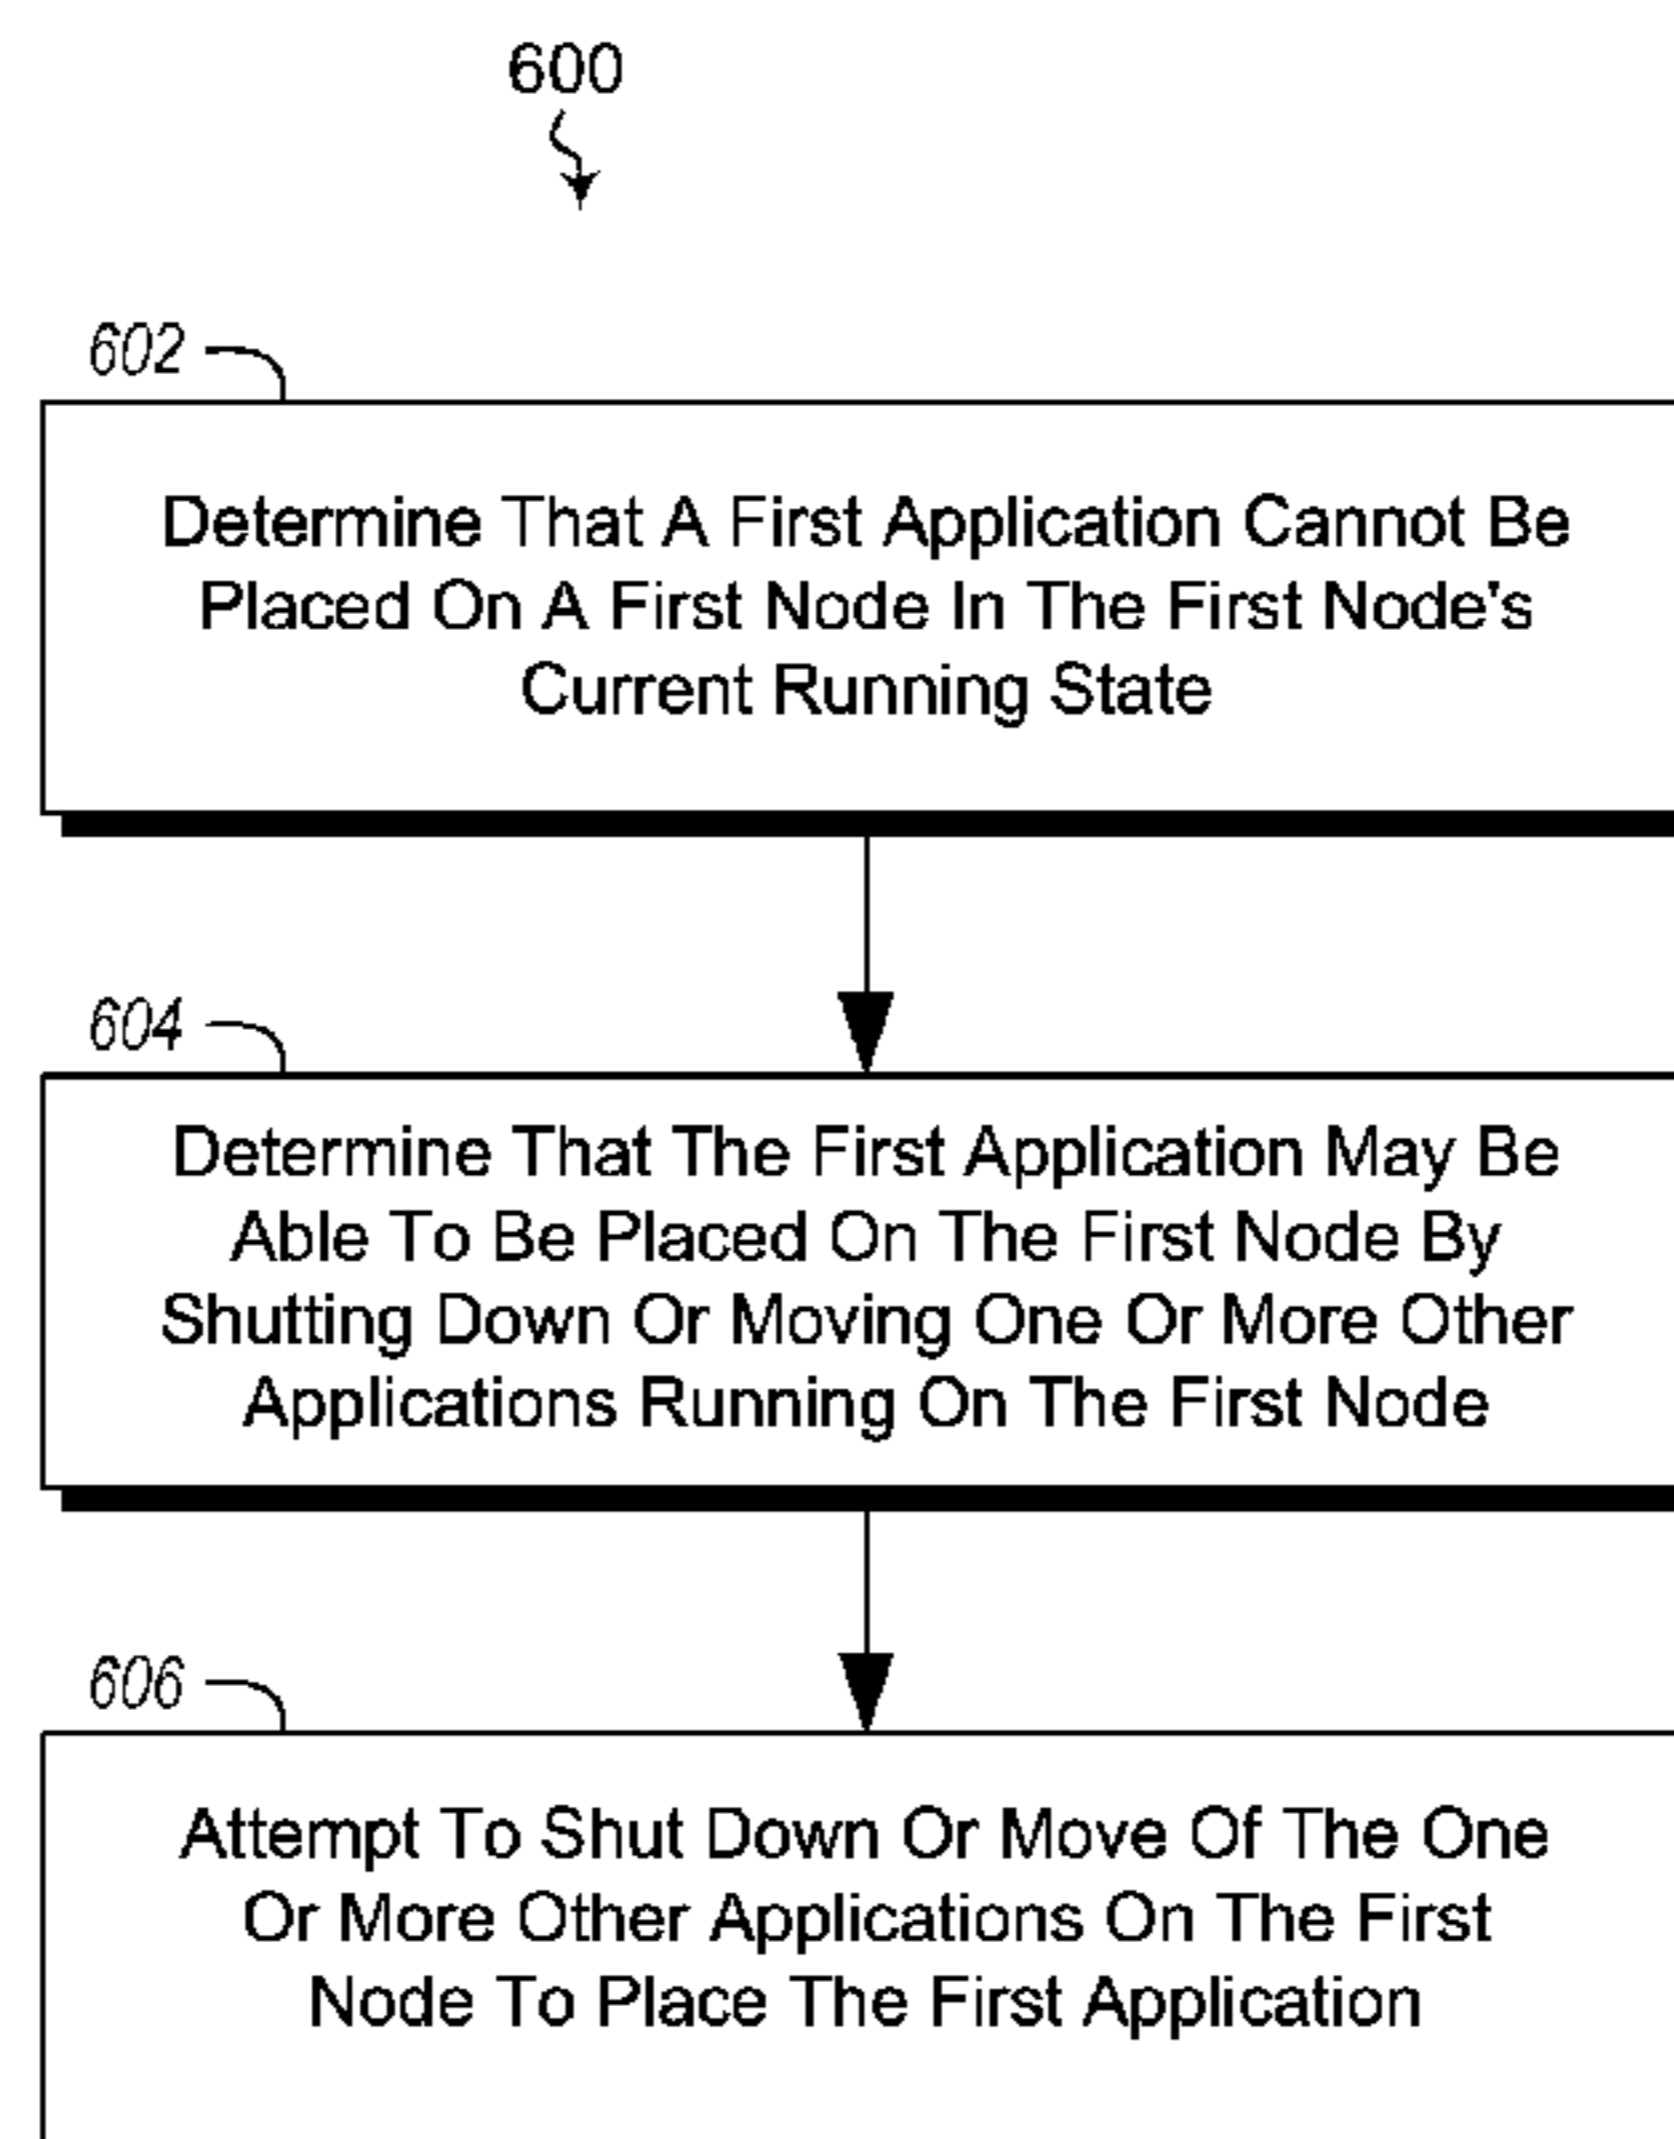 600
602
Determine That A First Application Cannot Be
Placed On A First Node In The First Node's
Current Running State
604
Determine That The First Application May Be
Able To Be Placed On The First Node By
Shutting Down Or Moving One Or More Other
Applications Running On The First Node
606
Attempt To Shut Down Or Move Of The One
Or More Other Applications On The First
Node To Place The First Application